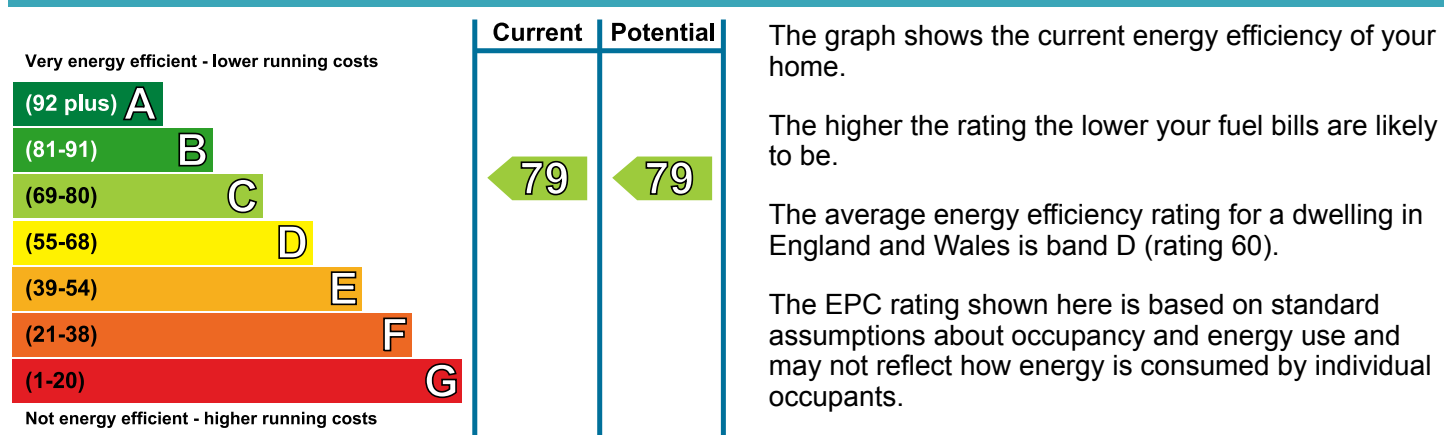 Current Potential
Very energy efficient - lower running costs
(92 plus) A
(81-91) B
(69-80) C
(55-68) D
(39-54) E
(21-38) F
(1-20) G
Not energy efficient - higher running costs
79 79
The graph shows the current energy efficiency of your
home.
The higher the rating the lower your fuel bills are likely
to be.
The average energy efficiency rating for a dwelling in
England and Wales is band D (rating 60).
The EPC rating shown here is based on standard
assumptions about occupancy and energy use and
may not reflect how energy is consumed by individual
occupants.